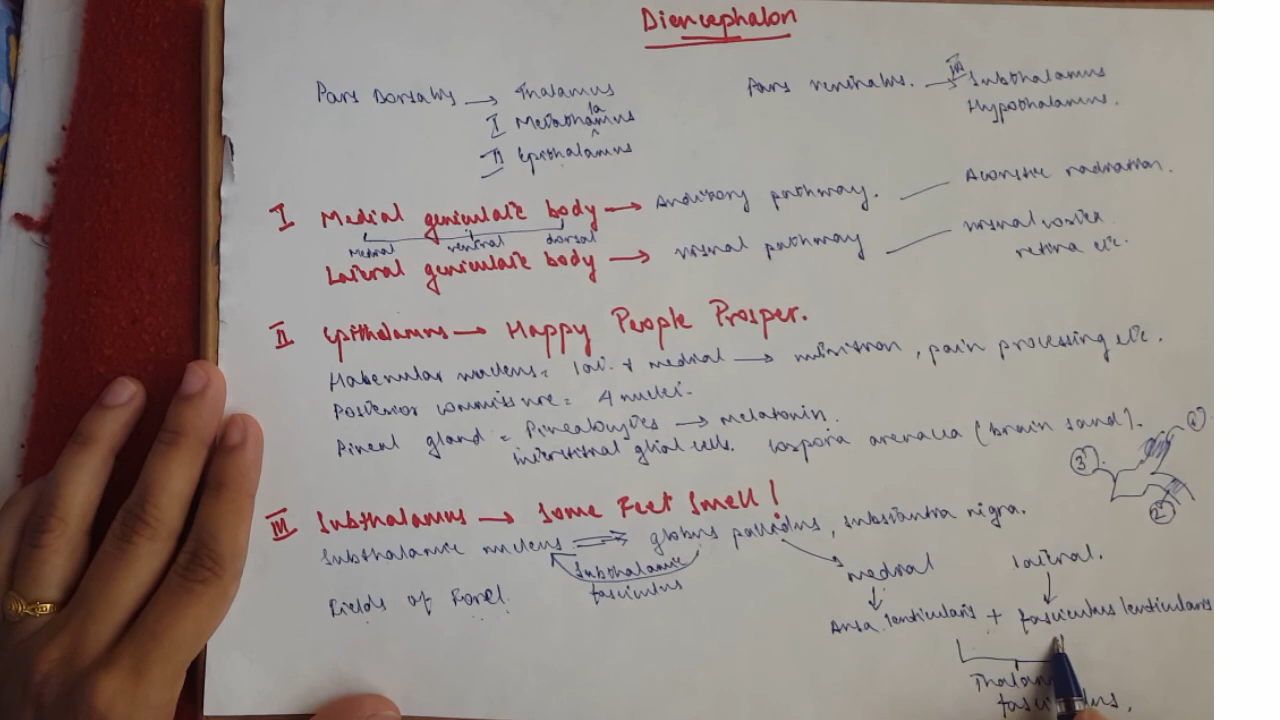 Diencephalon
Pars Dorsalis → Thalamus
I Metathalamus
II Epithalamus
Pars ventralis. → III Subthalamus
Hypothalamus.
I Medial geniculate body → Auditory pathway. — Acoustic radiation.
Medial ventral dorsal
Lateral geniculate body → visual pathway — visual cortex
retina etc.
II Epithalamus → Happy People Prosper.
Habenular nucleus = lat. + medial → nutrition, pain processing etc.
Posterior commissure = 4 nuclei.
Pineal gland = Pinealocytes → melatonin.
interstitial glial cells. corpora arenacea (brain sand).
1
3
2
III Subthalamus → Some Feet Smell!
Subthalamic nucleus ⇒ globus pallidus, substantia nigra.
Subthalamic
fasciculus
medial lateral.
Fields of Forel.
Ansa lenticularis + fasciculus lenticularis